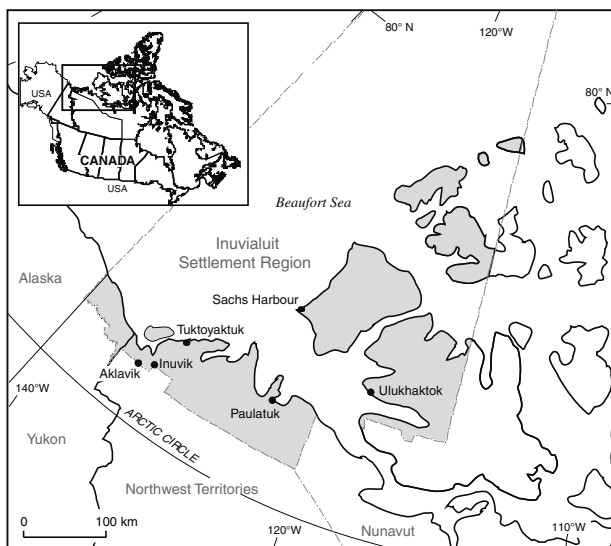 80° N
120°W
USA
80° N
CANADA
USA
Beaufort Sea
Inuvialuit
Settlement Region
Alaska
Sachs Harbour
Tuktoyaktuk
Aklavik
Inuvik
Ulukhaktok
140°W
Paulatuk
ARCTIC CIRCLE
Yukon
Northwest Territories
0
100 km
120°W
Nunavut
110°W